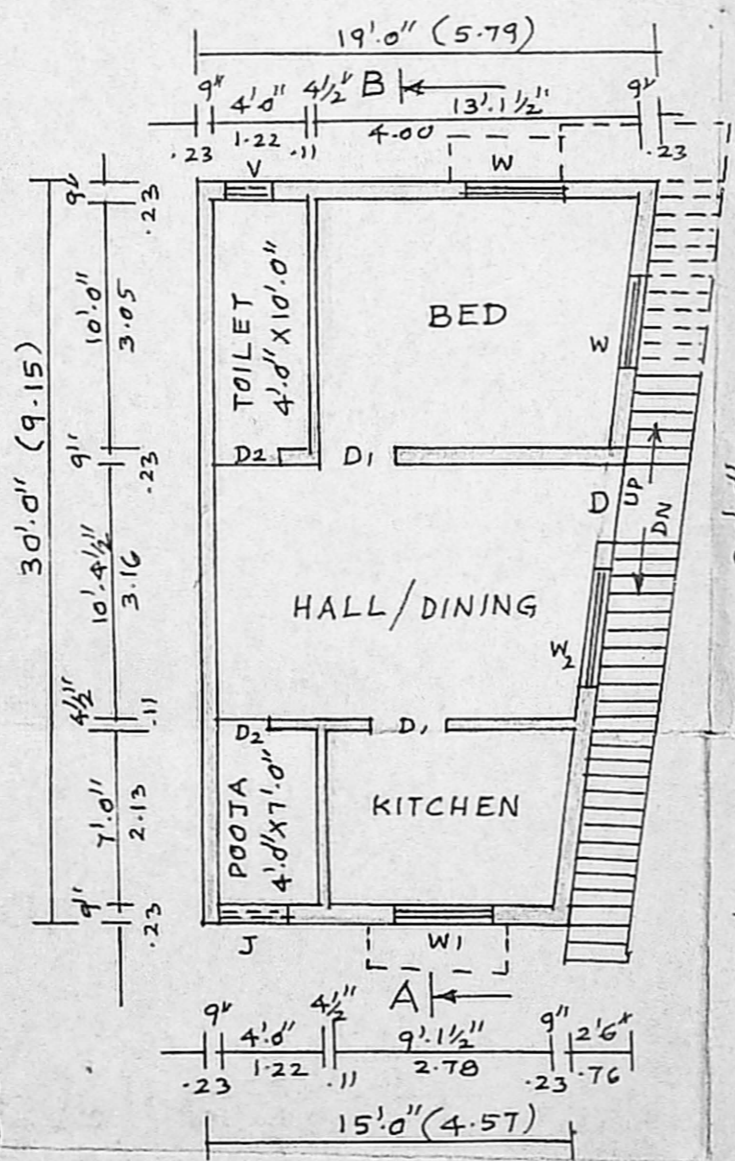 19'.0" (5.79)
9" 4'.0" 4½" B 13'.1½" 9"
.23 1.22 .11 4.00 .23
V W
9" .23
10'.0" 3.05
9" .23
10'.4½" 3.16
4½" .11
7'.0" 2.13
9" .23
30'.0" (9.15)
TOILET
4'.0" X 10'.0"
BED
W
D2 D1
D UP
DN
HALL/DINING
W2
D2 D1
POOJA
4'.0" X 7'.0"
KITCHEN
J W1
A
9" 4'.0" 4½" 9'.1½" 9" 2'6"
.23 1.22 .11 2.78 .23 .76
15'.0" (4.57)